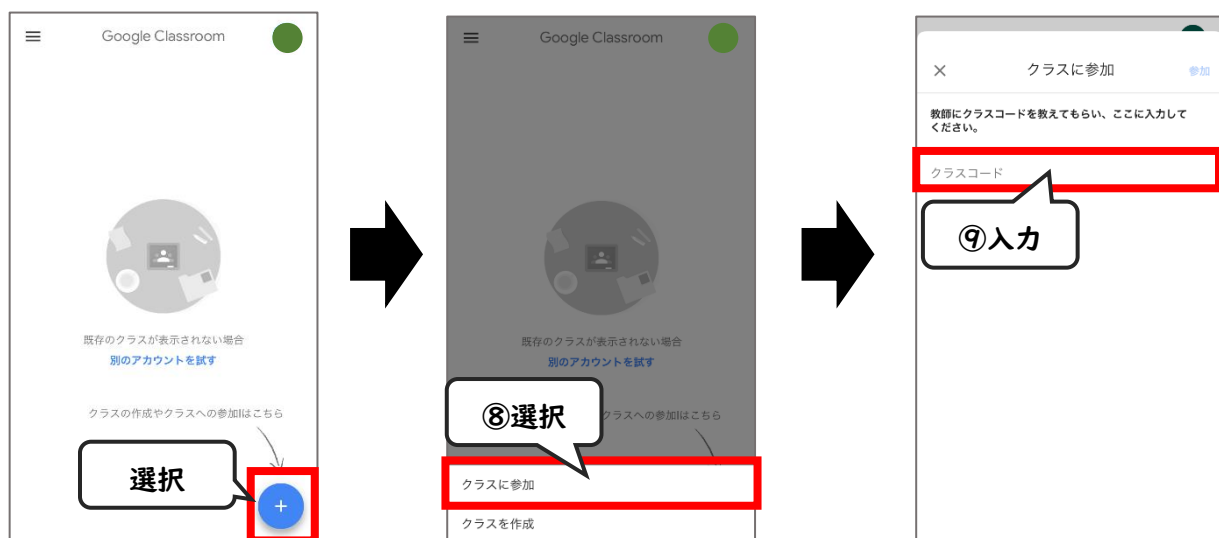 Google Classroom
既存のクラスが表示されない場合
別のアカウントを試す
クラスの作成やクラスへの参加はこちら
選択
+
Google Classroom
既存のクラスが表示されない場合
別のアカウントを試す
⑧選択
クラスへの参加はこちら
クラスに参加
クラスを作成
× クラスに参加 参加
教師にクラスコードを教えてもらい、ここに入力して
ください。
クラスコード
⑨入力